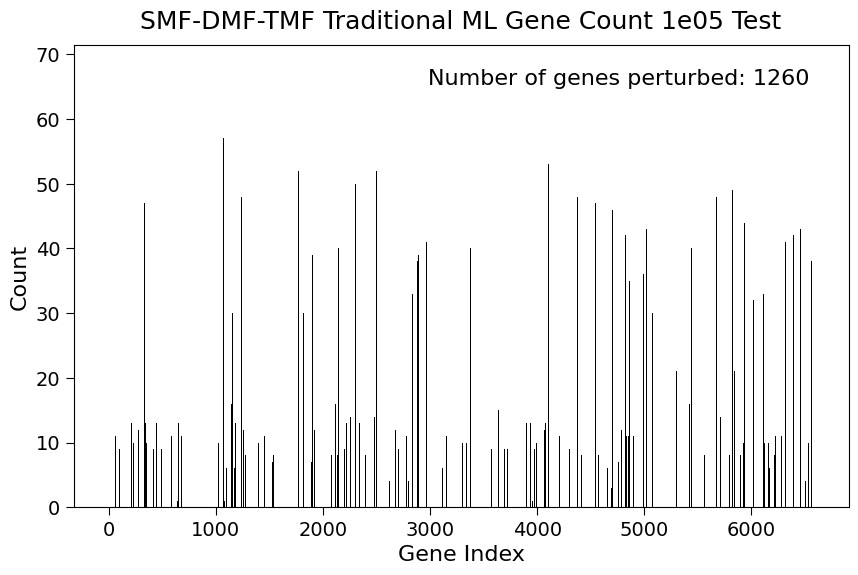 SMF-DMF-TMF Traditional ML Gene Count 1e05 Test
Number of genes perturbed: 1260
70
60
50
40
30
20
10
0
Count
0 1000 2000 3000 4000 5000 6000
Gene Index